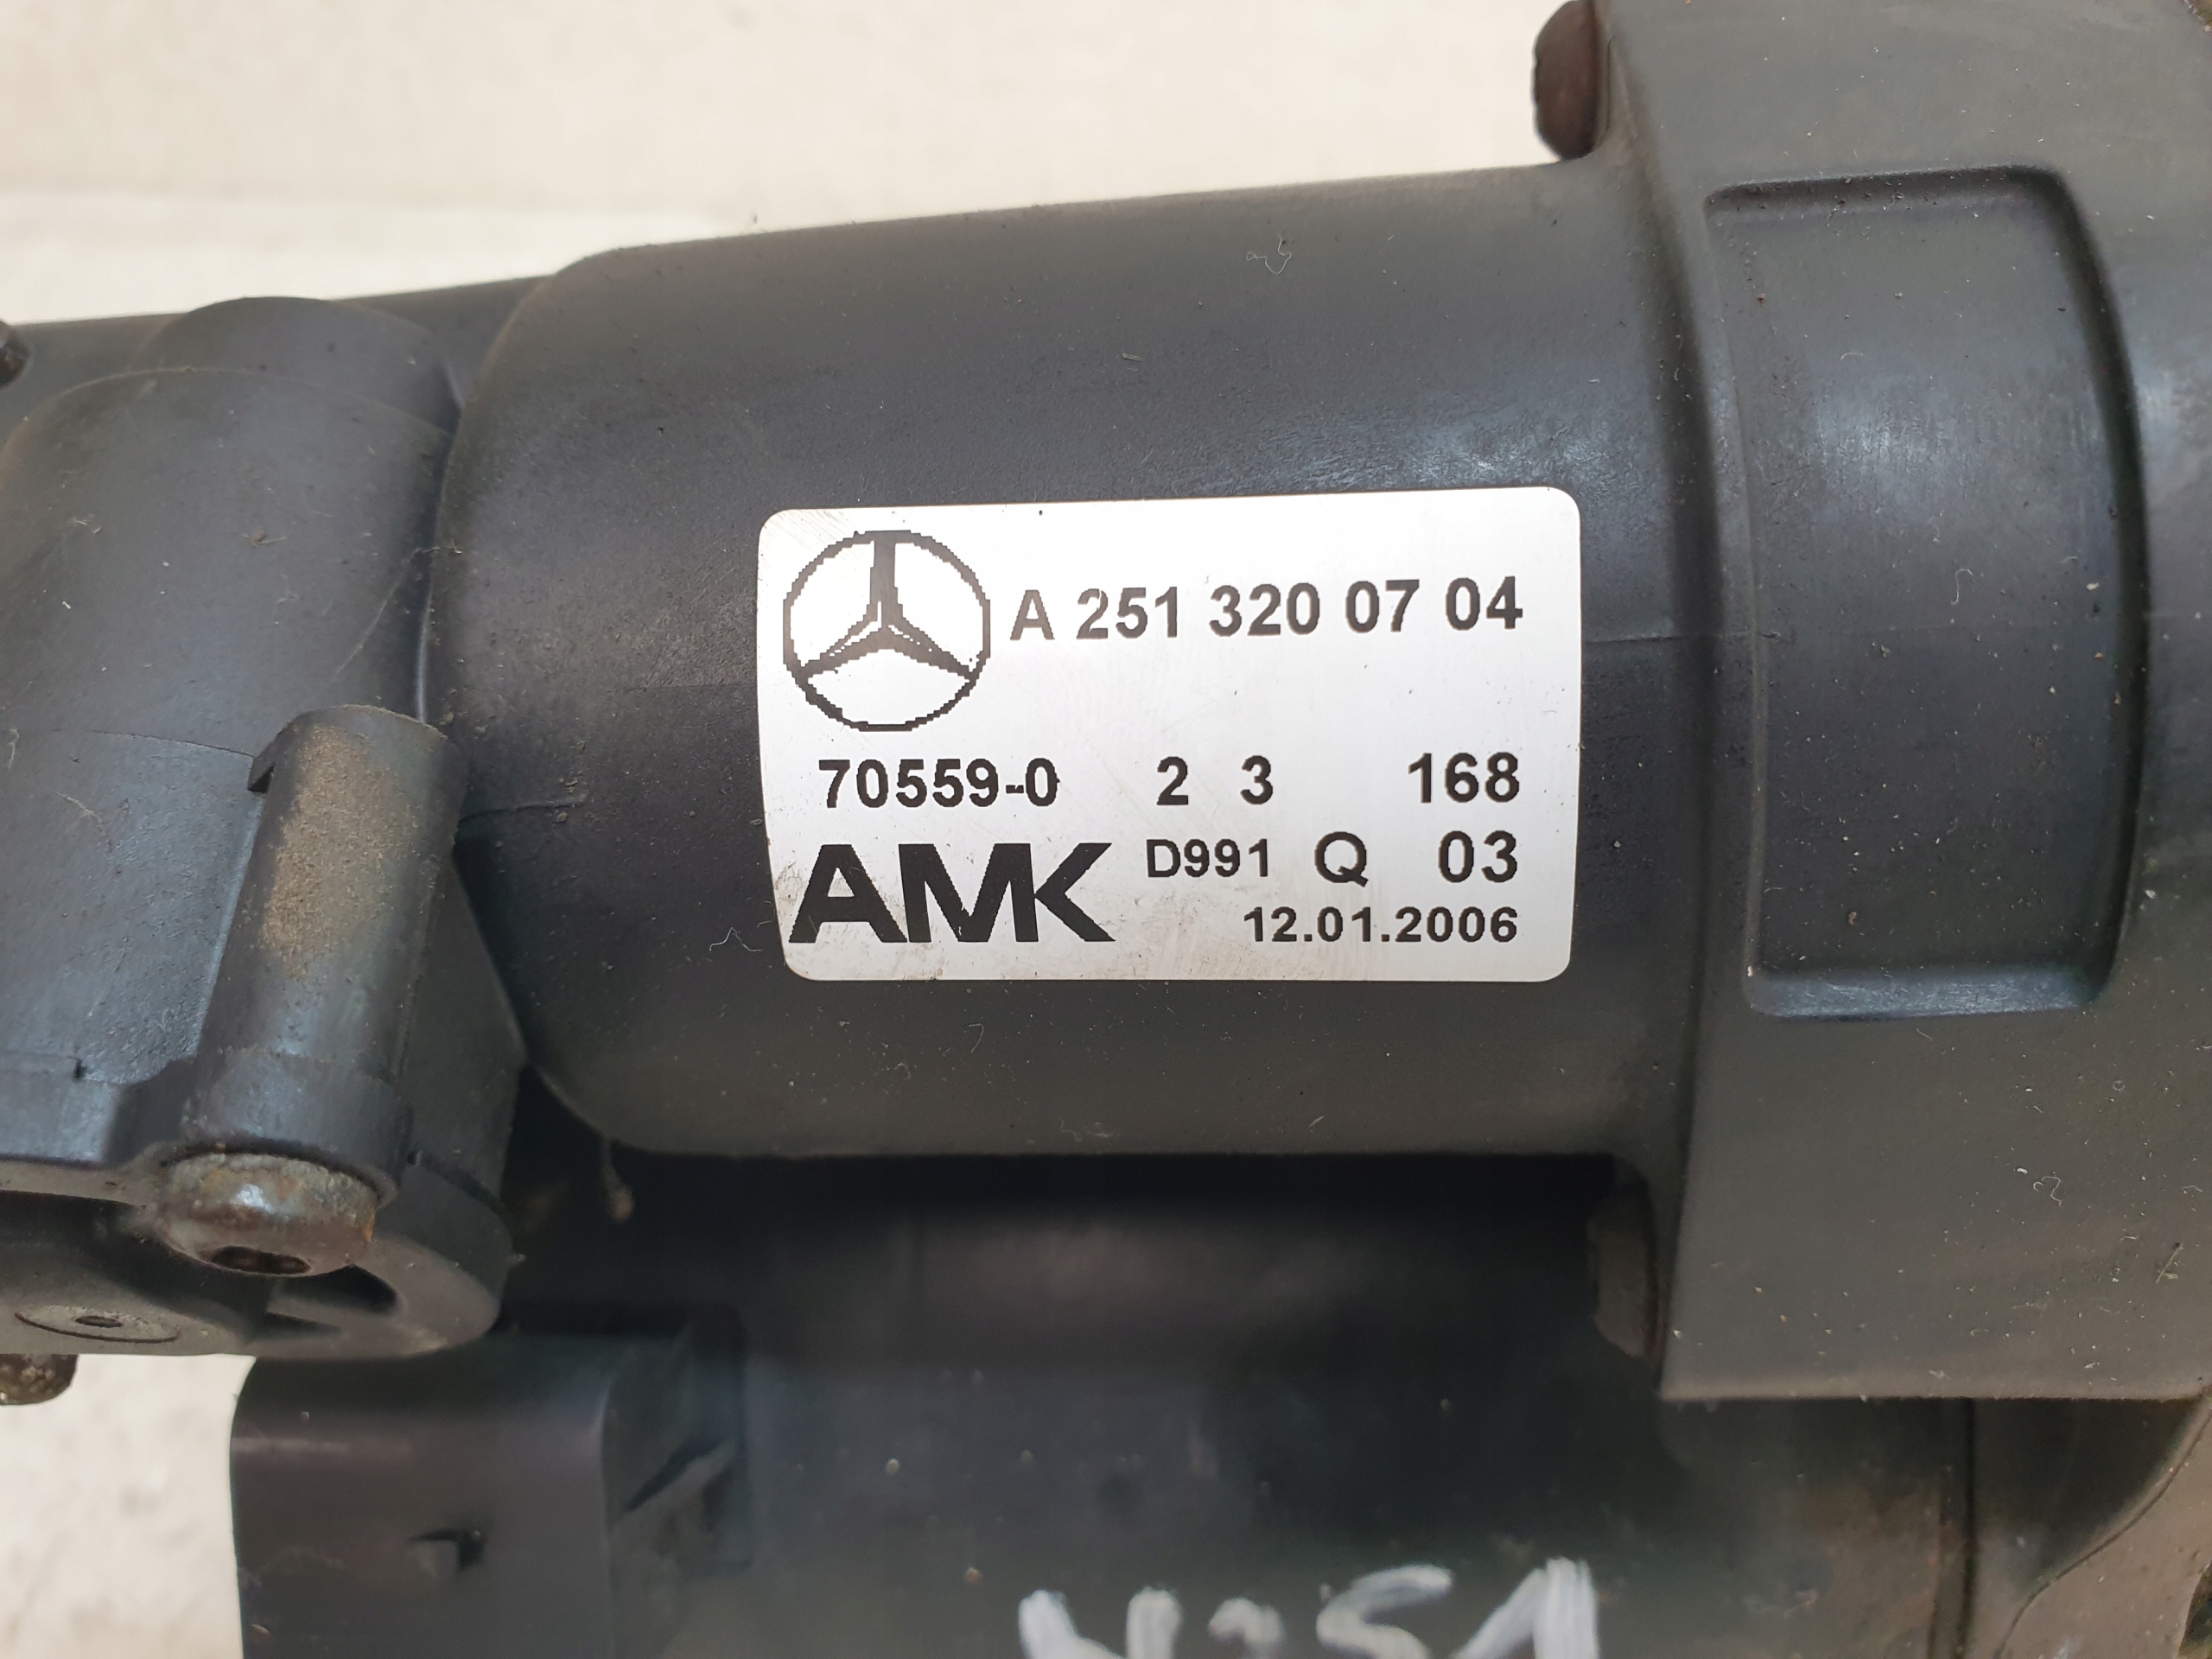 A 251 320 07 04
70559-0 2 3 168
AMK D991 Q 03
12.01.2006